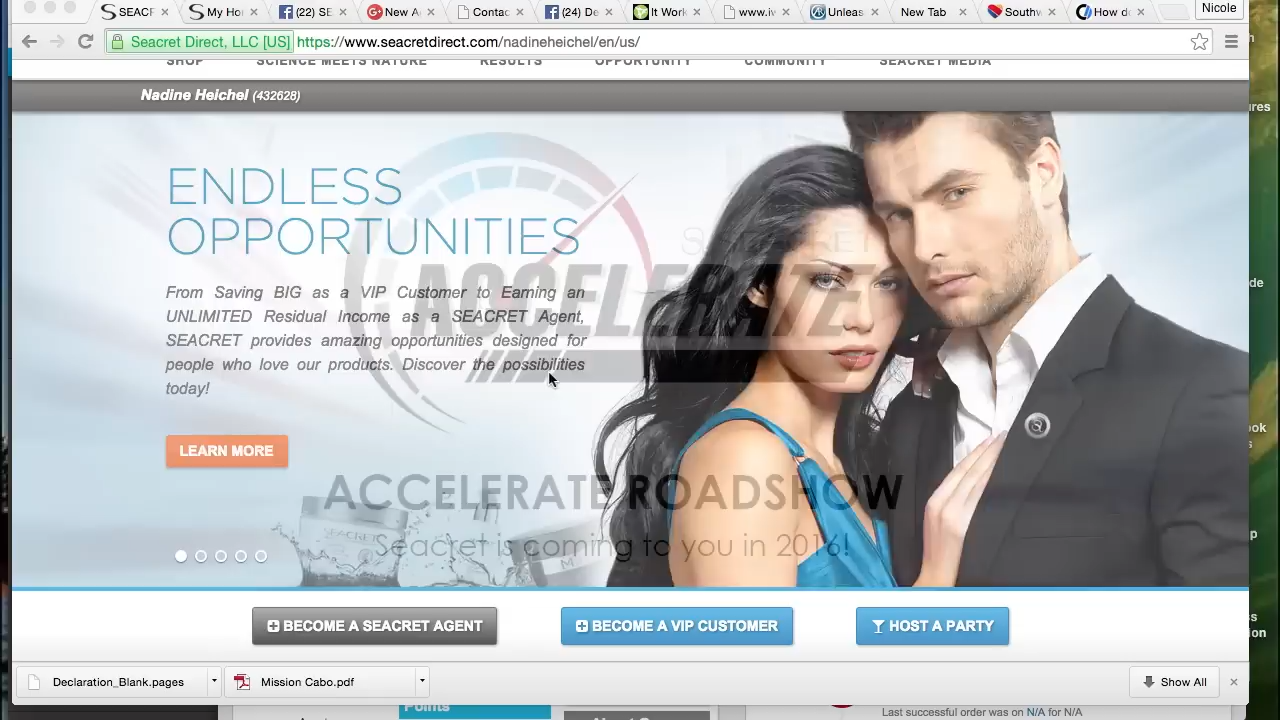 SEACR
My Ho
(22) SE
New A
Contac
(24) De
It Work
www.iv
Unleas
New Tab
Southw
How do
Nicole
Seacret Direct, LLC [US] https://www.seacretdirect.com/nadineheichel/en/us/
SHOP SCIENCE MEETS NATURE RESULTS OPPORTUNITY COMMUNITY SEACRET MEDIA
Nadine Heichel (432628)
ENDLESS
OPPORTUNITIES
SEACRET
ACCELERATE
From Saving BIG as a VIP Customer to Earning an
UNLIMITED Residual Income as a SEACRET Agent,
SEACRET provides amazing opportunities designed for
people who love our products. Discover the possibilities
today!
LEARN MORE
ACCELERATE ROADSHOW
Seacret is coming to you in 2016!
BECOME A SEACRET AGENT
BECOME A VIP CUSTOMER
HOST A PARTY
Declaration_Blank.pages
Mission Cabo.pdf
Show All
Points
Last successful order was on N/A for N/A